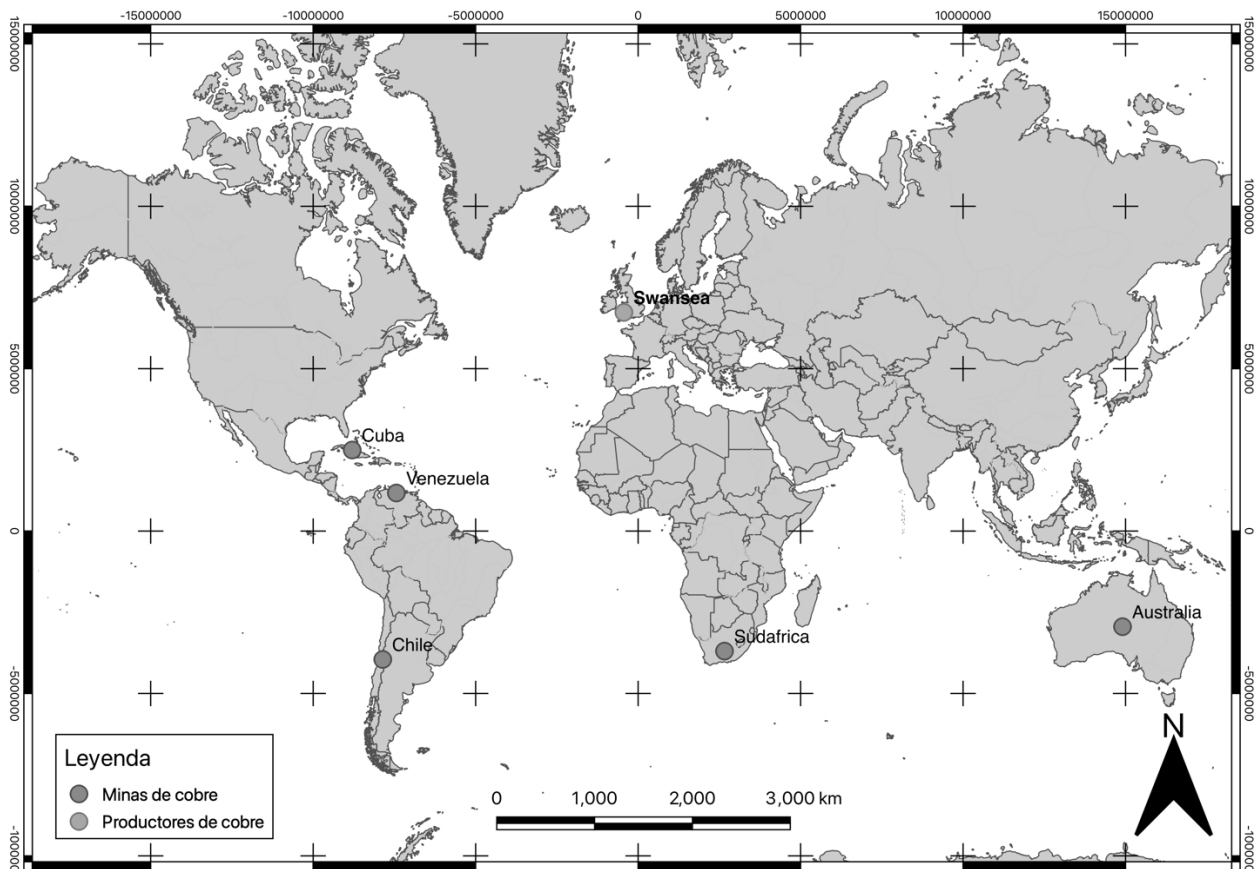 -15000000 -10000000 -5000000 0 5000000 10000000 15000000
15000000 15000000
10000000 10000000
Swansea
5000000 5000000
Cuba
Venezuela
0 0
Australia
Sudafrica
Chile
-5000000 -5000000
N
Leyenda
Minas de cobre
Productores de cobre
0 1,000 2,000 3,000 km
-10000000 -10000000